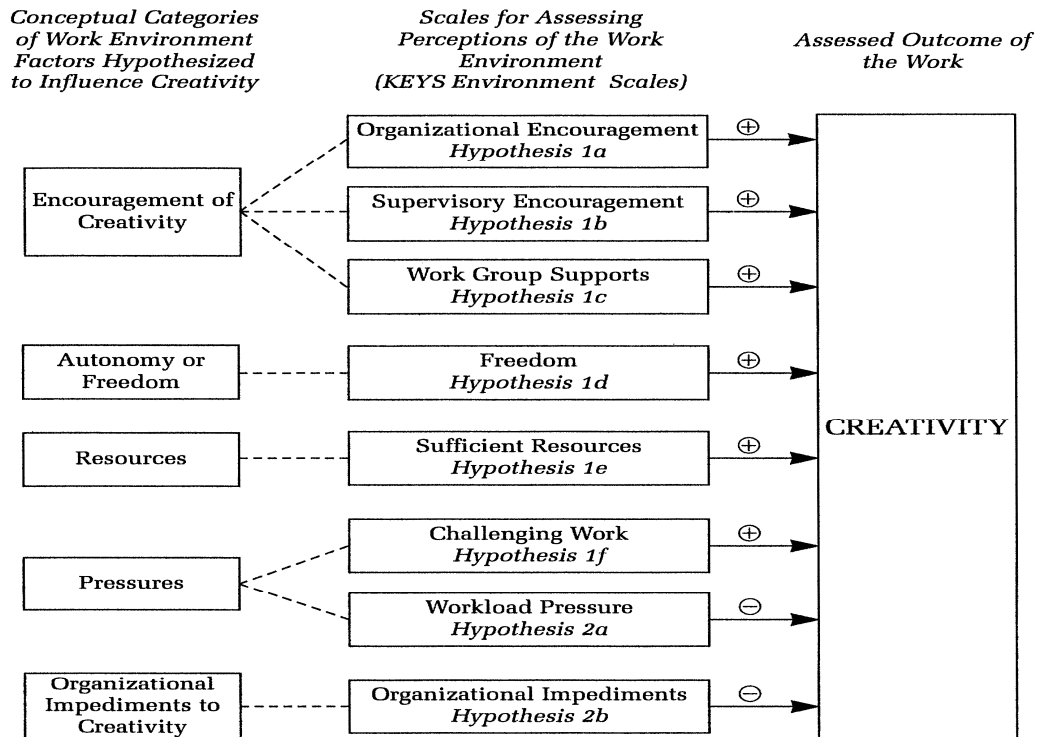 Conceptual Categories
of Work Environment
Factors Hypothesized
to Influence Creativity
Scales for Assessing
Perceptions of the Work
Environment
(KEYS Environment Scales)
Assessed Outcome of
the Work
Encouragement of
Creativity
Organizational Encouragement
Hypothesis 1a
⊕
Supervisory Encouragement
Hypothesis 1b
⊕
Work Group Supports
Hypothesis 1c
⊕
Autonomy or
Freedom
Freedom
Hypothesis 1d
⊕
Resources
Sufficient Resources
Hypothesis 1e
⊕
Pressures
Challenging Work
Hypothesis 1f
⊕
Workload Pressure
Hypothesis 2a
⊖
Organizational
Impediments to
Creativity
Organizational Impediments
Hypothesis 2b
⊖
CREATIVITY